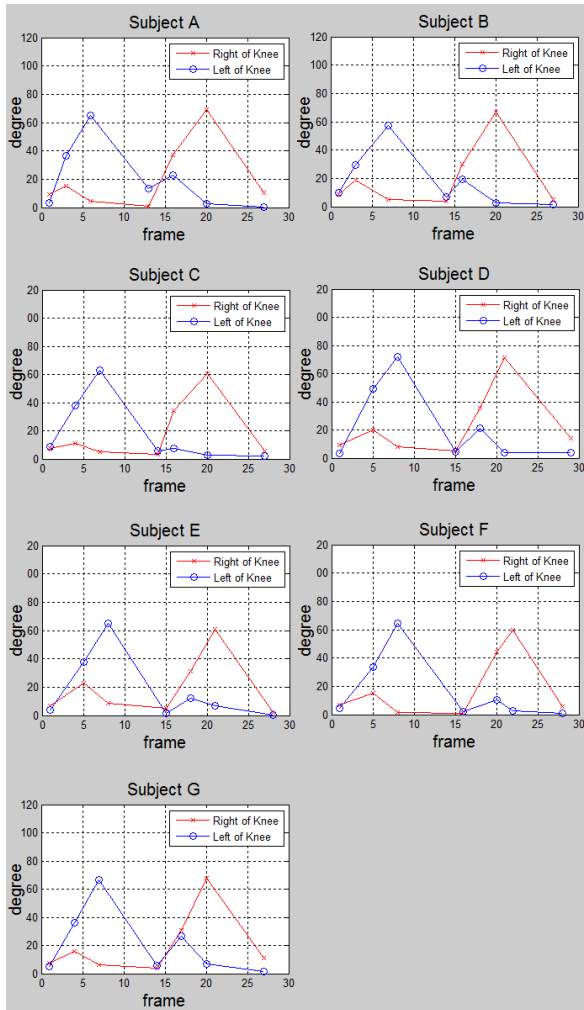 Subject A
Right of Knee
Left of Knee
120
100
80
60
40
20
0
degree
0 5 10 15 20 25 30
frame
Subject B
Right of Knee
Left of Knee
120
100
80
60
40
20
0
degree
0 5 10 15 20 25 30
frame
Subject C
Right of Knee
Left of Knee
20
00
80
60
40
20
0
degree
0 5 10 15 20 25 30
frame
Subject D
Right of Knee
Left of Knee
20
00
80
60
40
20
0
degree
0 5 10 15 20 25 30
frame
Subject E
Right of Knee
Left of Knee
20
00
80
60
40
20
0
degree
0 5 10 15 20 25 30
frame
Subject F
Right of Knee
Left of Knee
20
00
80
60
40
20
0
degree
0 5 10 15 20 25 30
frame
Subject G
Right of Knee
Left of Knee
120
100
80
60
40
20
0
degree
0 5 10 15 20 25 30
frame